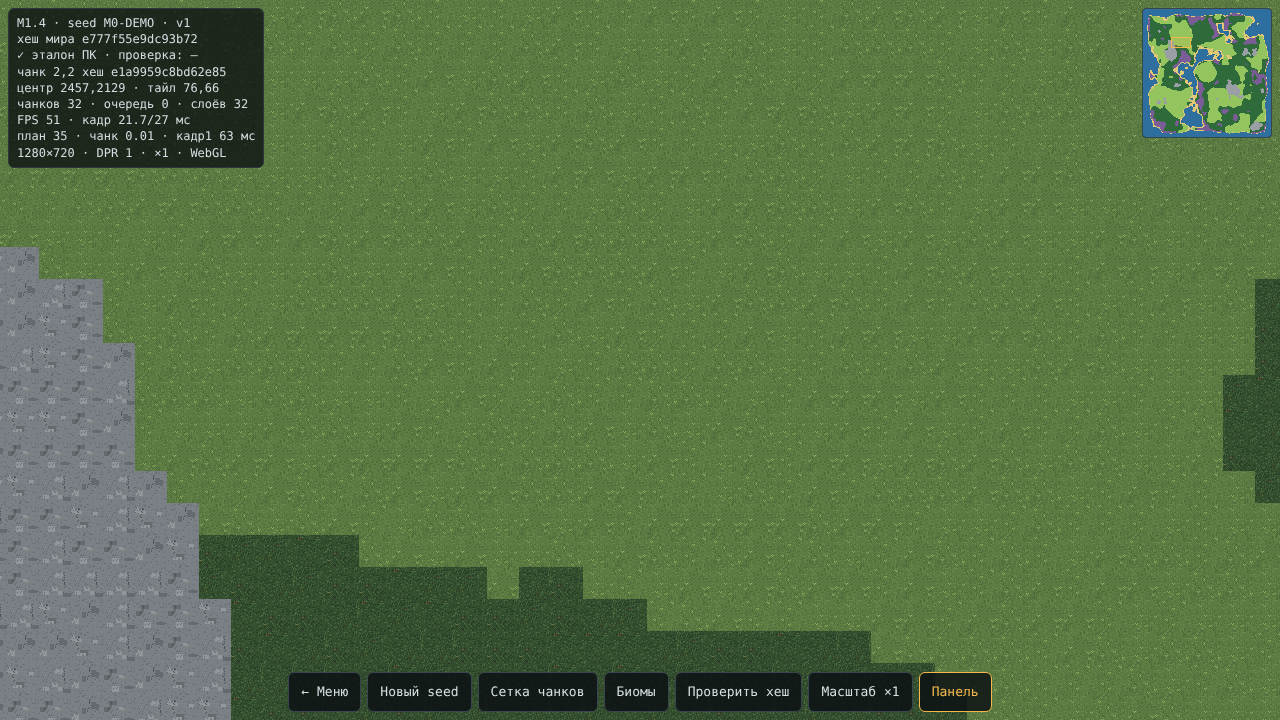 M1.4 · seed M0-DEMO · v1
хеш мира e777f55e9dc93b72
✓ эталон ПК · проверка: —
чанк 2,2 хеш e1a9959c8bd62e85
центр 2457,2129 · тайл 76,66
чанков 32 · очередь 0 · слоёв 32
FPS 51 · кадр 21.7/27 мс
план 35 · чанк 0.01 · кадр1 63 мс
1280×720 · DPR 1 · ×1 · WebGL
← Меню
Новый seed
Сетка чанков
Биомы
Проверить хеш
Масштаб ×1
Панель